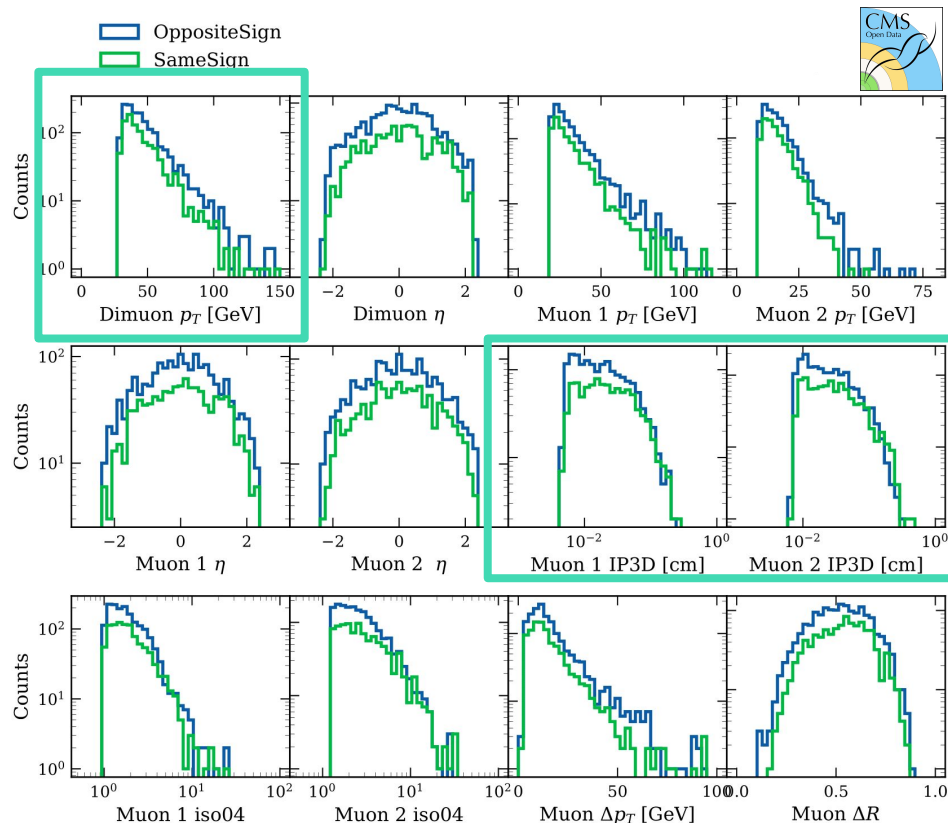 OppositeSign
SameSign
CMS
Open Data
Counts
10² 10¹ 10⁰
0 50 100 150
Dimuon p_T [GeV]
−2 0 2
Dimuon η
0 50 100
Muon 1 p_T [GeV]
0 25 50 75
Muon 2 p_T [GeV]
Counts
10² 10¹
−2 0 2
Muon 1 η
−2 0 2
Muon 2 η
10⁻² 10⁰
Muon 1 IP3D [cm]
10⁻² 10⁰
Muon 2 IP3D [cm]
Counts
10² 10¹ 10⁰
10⁰ 10¹ 10²
Muon 1 iso04
10⁰ 10¹ 10²
Muon 2 iso04
50 100
Muon Δp_T [GeV]
0.0 0.5 1.0
Muon ΔR